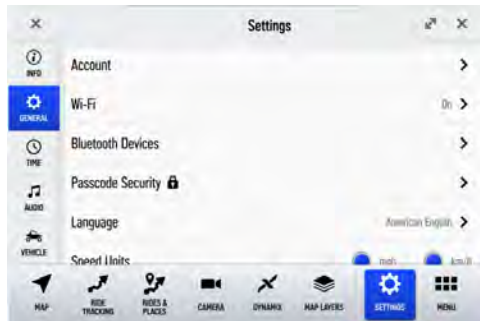 Settings
INFO
GENERAL
TIME
AUDIO
VEHICLE
Account
Wi-Fi On
Bluetooth Devices
Passcode Security
Language American English
Speed Units mph km/h
MAP
RIDE TRACKING
RIDES & PLACES
CAMERA
DYNAMIX
MAP LAYERS
SETTINGS
MENU